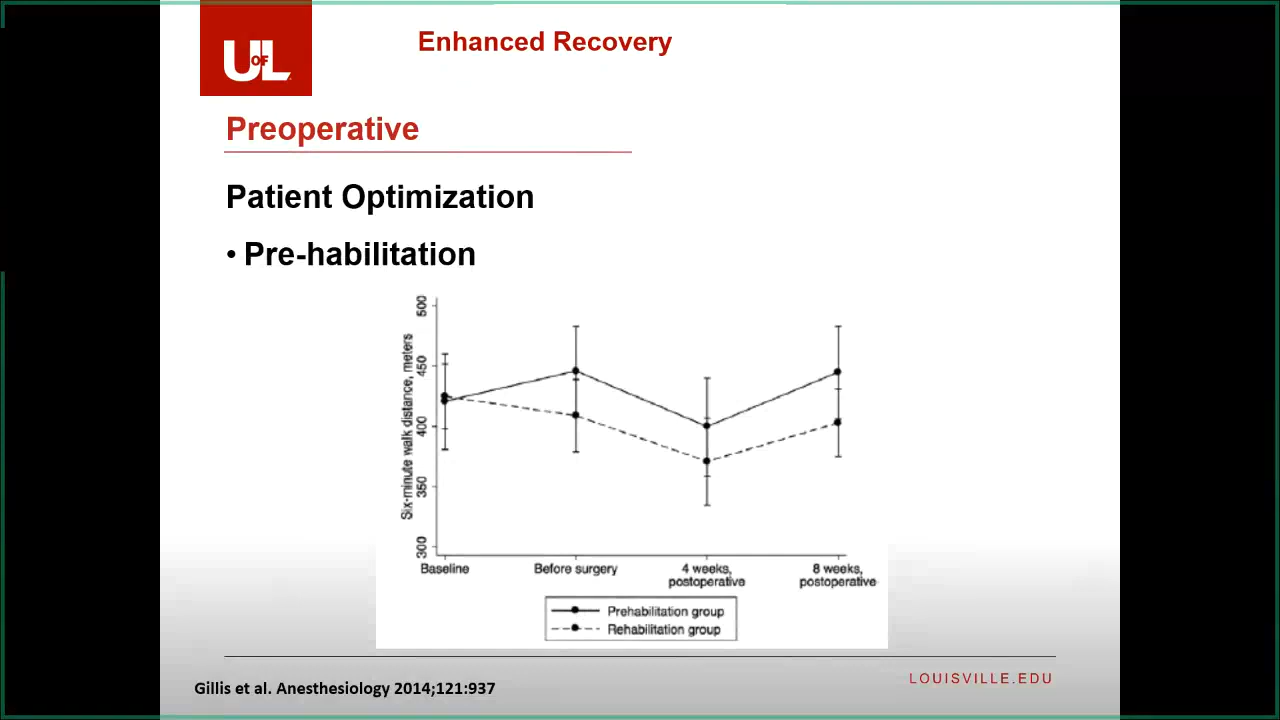 UOFL
Enhanced Recovery
Preoperative
Patient Optimization
• Pre-habilitation
500
450
400
350
300
Six-minute walk distance, meters
Baseline
Before surgery
4 weeks,
postoperative
8 weeks,
postoperative
Prehabilitation group
Rehabilitation group
LOUISVILLE.EDU
Gillis et al. Anesthesiology 2014;121:937